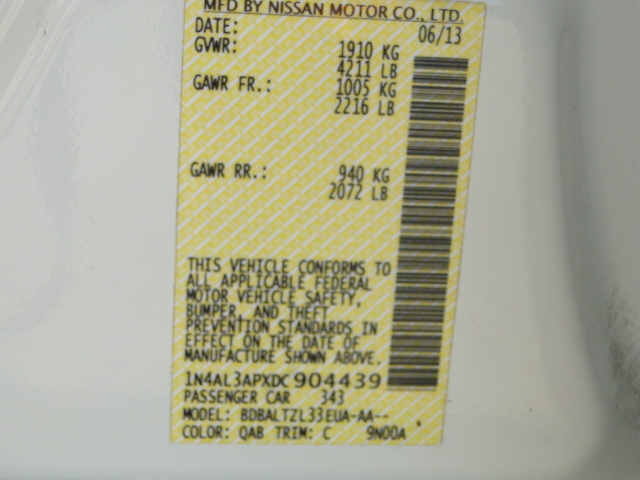 MFD BY NISSAN MOTOR CO., LTD.
DATE: 06/13
GVWR: 1910 KG
4211 LB
GAWR FR.: 1005 KG
2216 LB
GAWR RR.: 940 KG
2072 LB
THIS VEHICLE CONFORMS TO
ALL APPLICABLE FEDERAL
MOTOR VEHICLE SAFETY,
BUMPER, AND THEFT
PREVENTION STANDARDS IN
EFFECT ON THE DATE OF
MANUFACTURE SHOWN ABOVE.
1N4AL3APXDC904439
PASSENGER CAR 343
MODEL: BDBALTZL33EUA-AA--
COLOR: QAB TRIM: C 9N00A